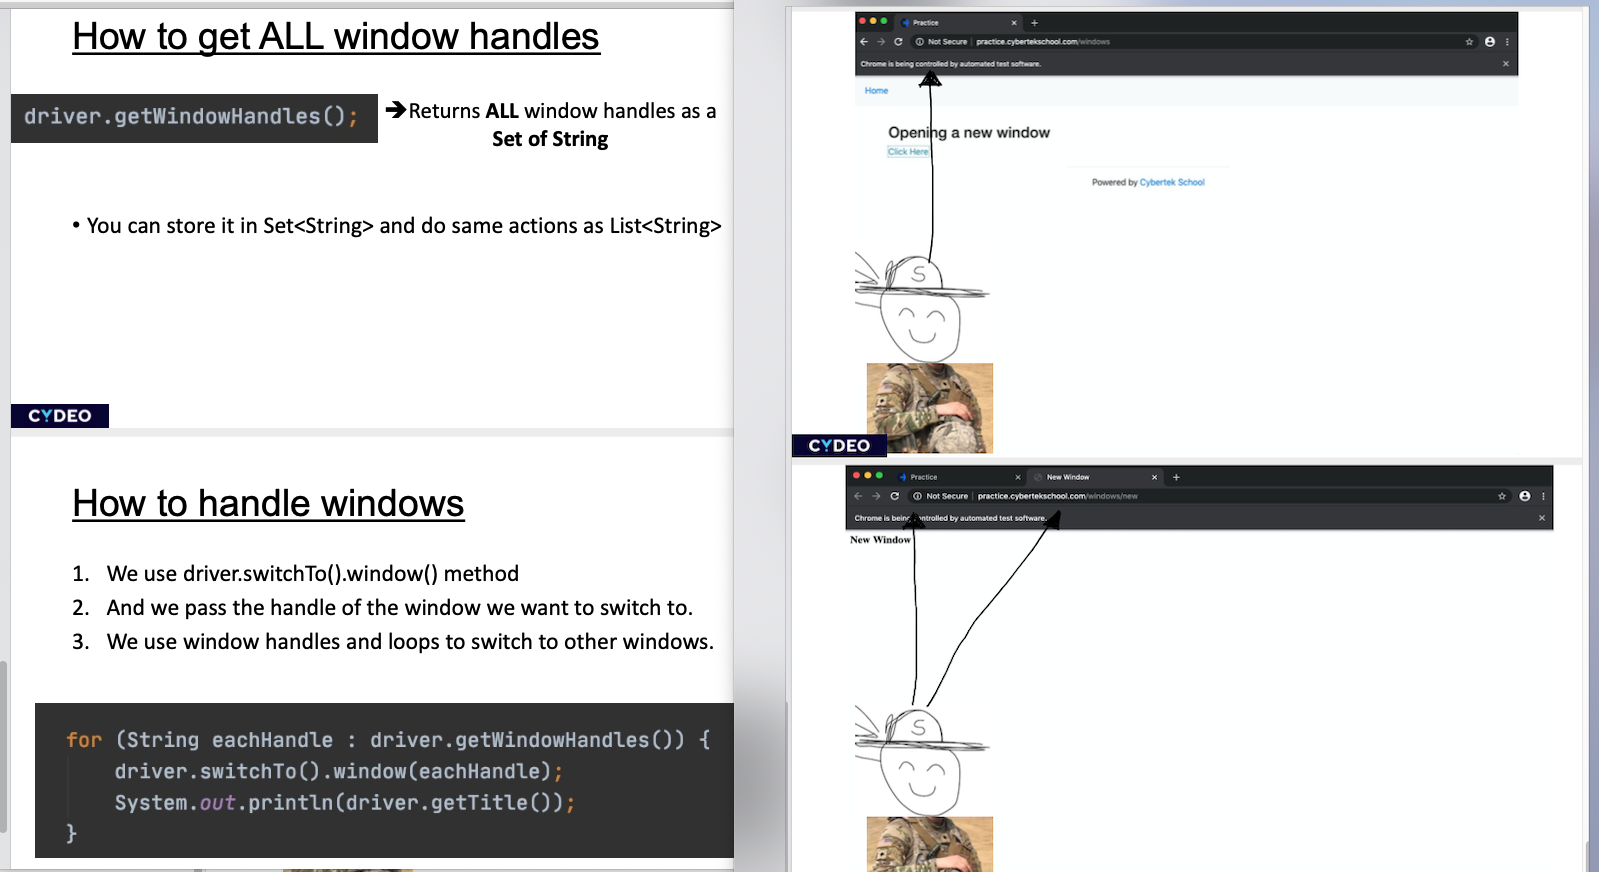 How to get ALL window handles
driver.getWindowHandles();
➔Returns ALL window handles as a
Set of String
• You can store it in Set<String> and do same actions as List<String>
CYDEO
How to handle windows
1. We use driver.switchTo().window() method
2. And we pass the handle of the window we want to switch to.
3. We use window handles and loops to switch to other windows.
for (String eachHandle : driver.getWindowHandles()) {
driver.switchTo().window(eachHandle);
System.out.println(driver.getTitle());
}
Practice
Not Secure | practice.cybertekschool.com/windows
Chrome is being controlled by automated test software.
Home
Opening a new window
Click Here
Powered by Cybertek School
S
CYDEO
Practice
New Window
Not Secure | practice.cybertekschool.com/windows/new
Chrome is being controlled by automated test software.
New Window
S